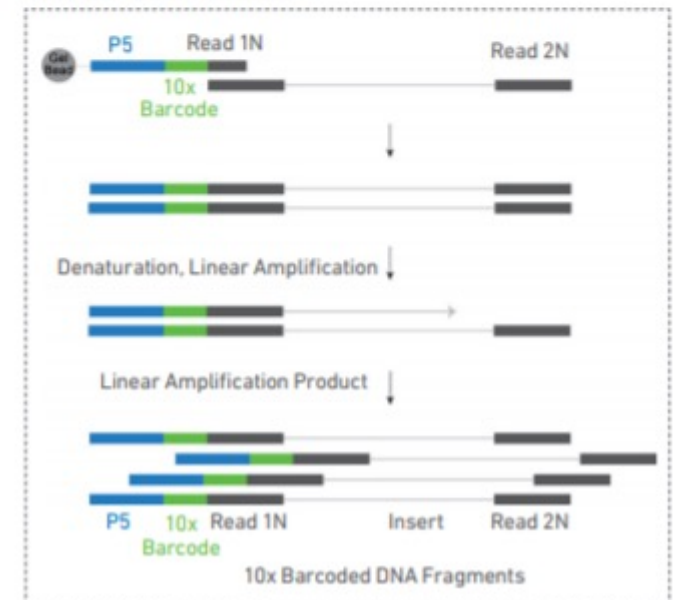 P5 Read 1N
Read 2N
Gel
Bead
10x
Barcode
Denaturation, Linear Amplification
Linear Amplification Product
P5 10x Read 1N Insert Read 2N
Barcode
10x Barcoded DNA Fragments